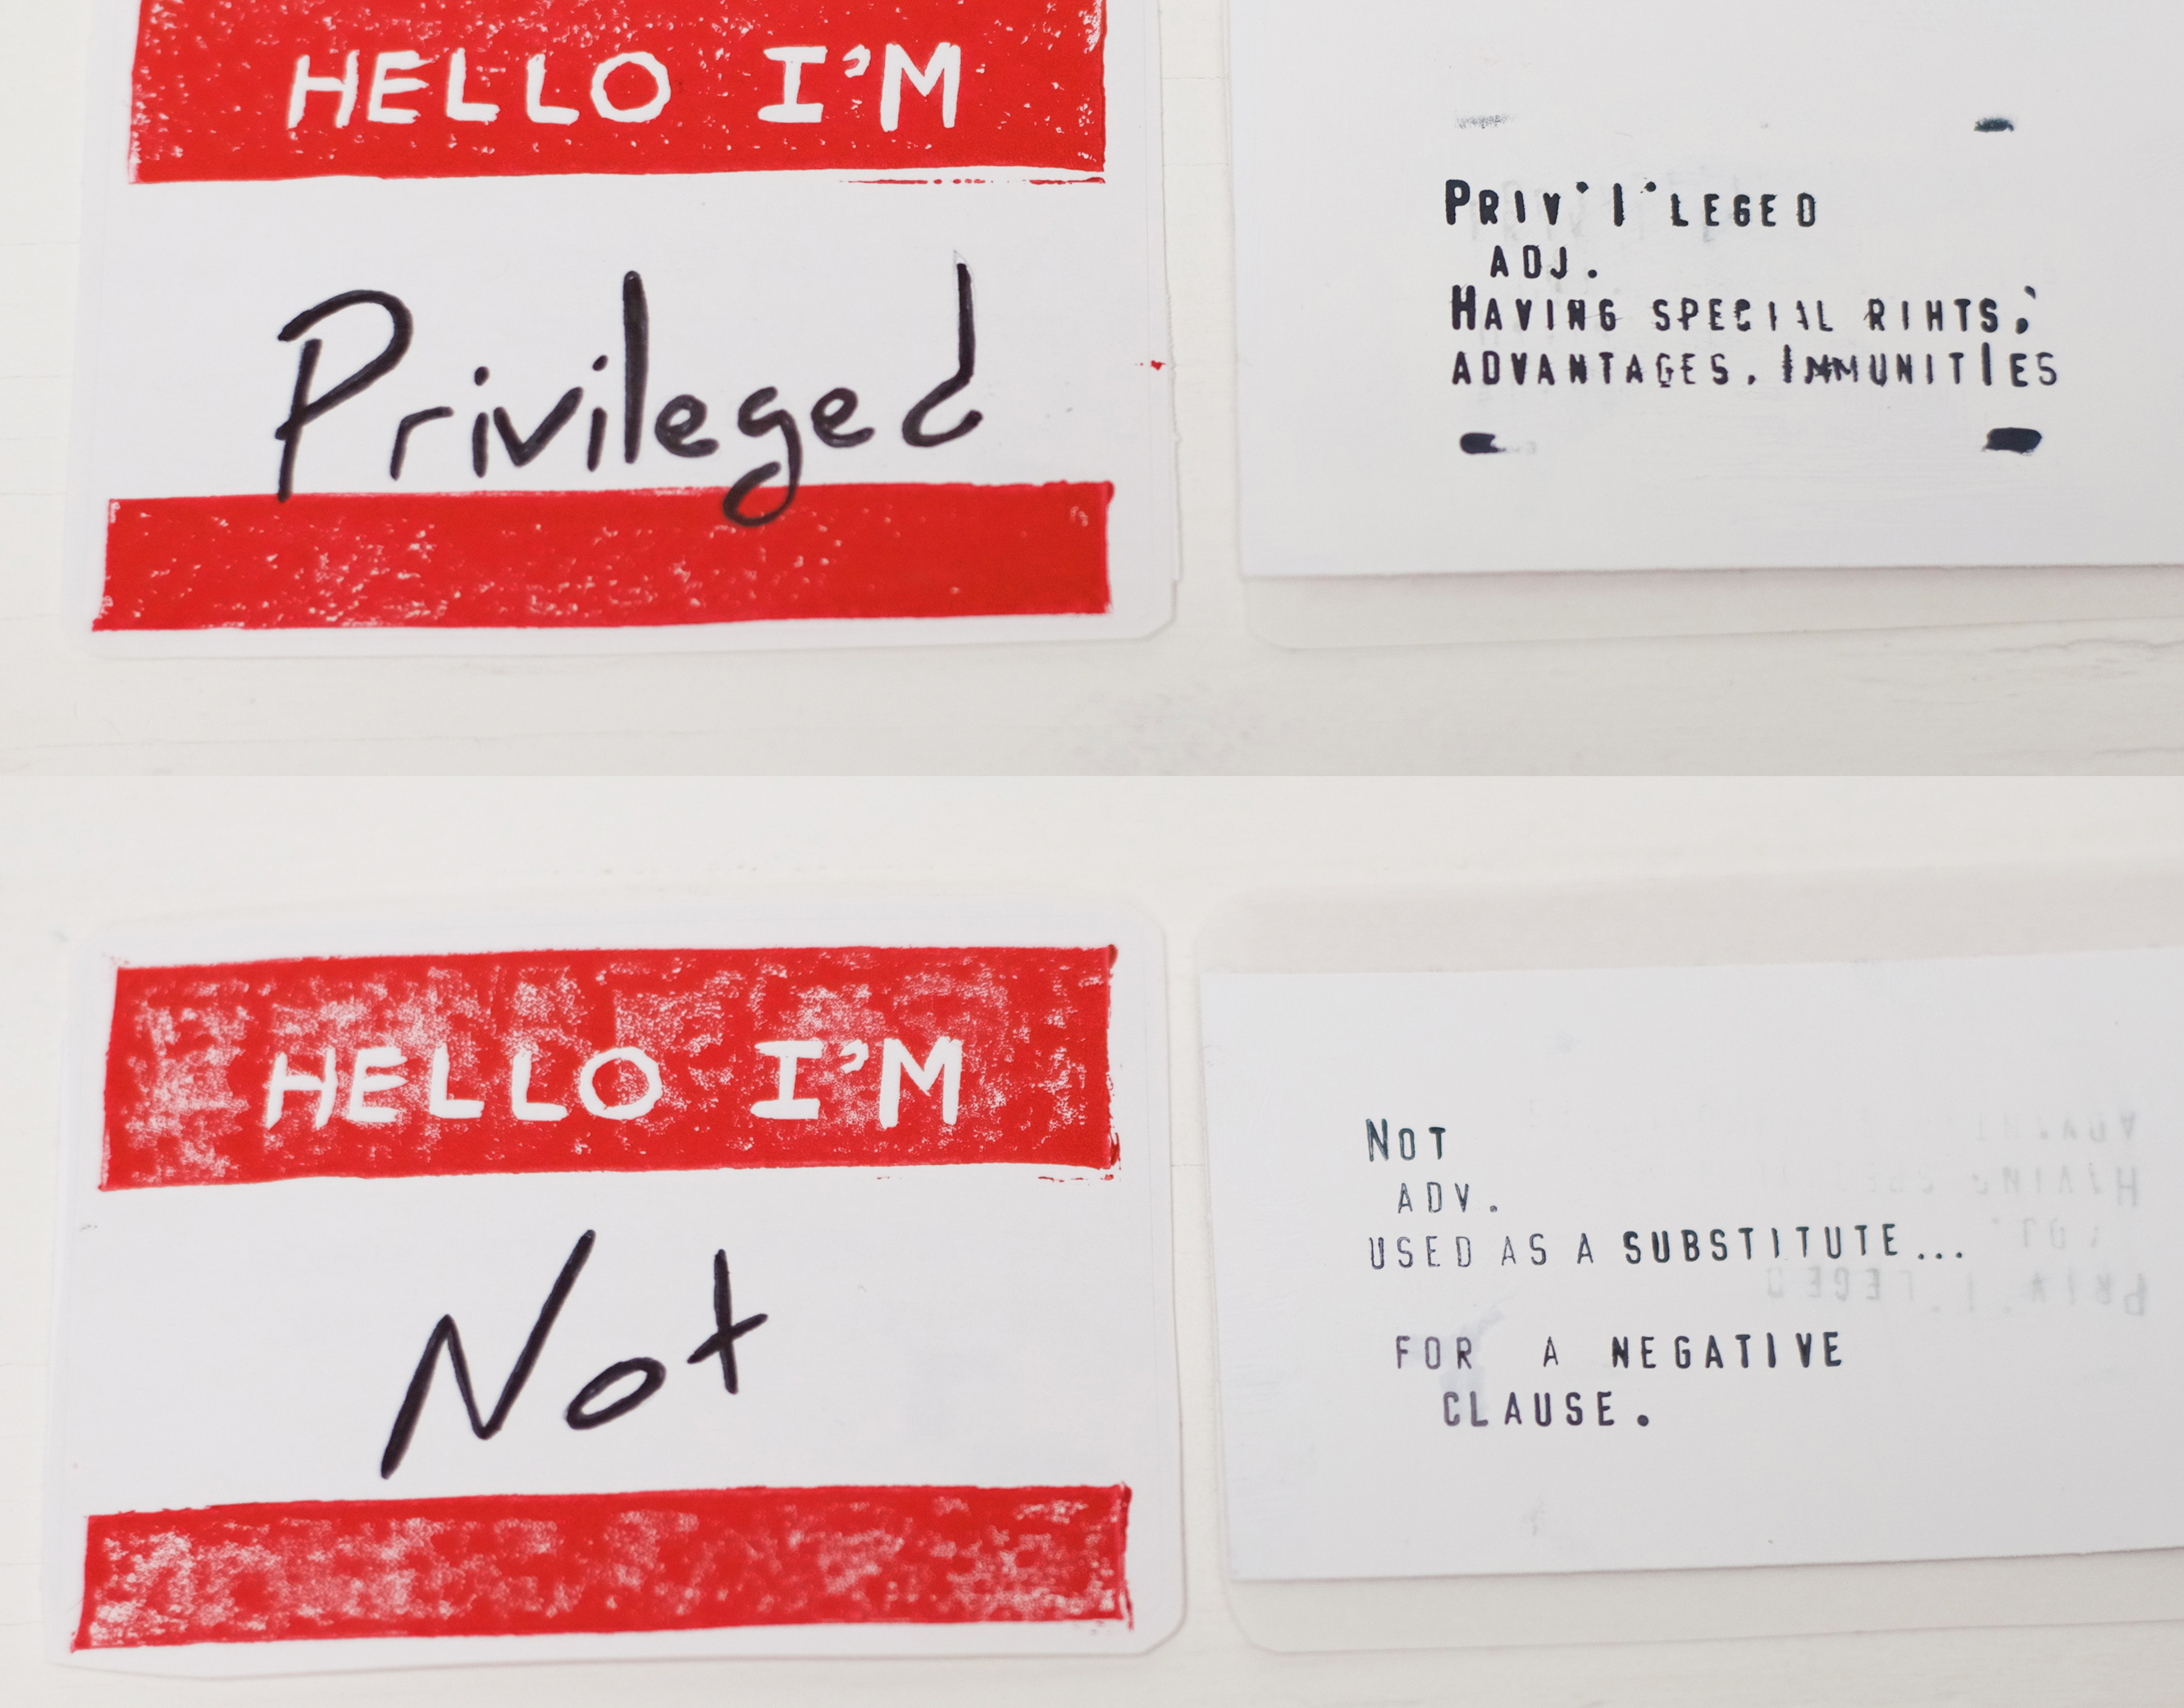 HELLO I'M
Privileged
PRIV•I•LEGED
ADJ.
HAVING SPECIAL RIHTS,
ADVANTAGES. IMMUNITIES
HELLO I'M
Not
NOT
ADV.
USED AS A SUBSTITUTE...
FOR A NEGATIVE
CLAUSE.